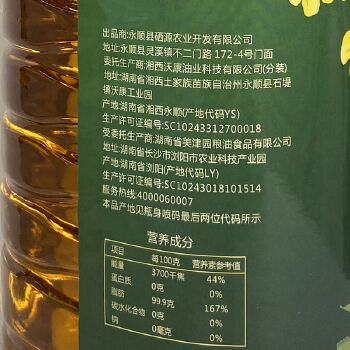 出品商:永顺县硒源农业开发有限公司
地址:永顺县灵溪镇不二门路 172-4号门面
委托生产商:湘西沃康油业科技有限公司(分装)
地址:湖南省湘西土家族苗族自治州永顺县石堤
镇沃康工业园
产地:湖南省湘西永顺(产地代码YS)
生产许可证编号:SC10243312700018
受委托生产商:湖南省美津园粮油食品有限公司
地址:湖南省长沙市浏阳市农业科技产业园
产地:湖南省浏阳(产地代码LY)
生产许可证编号:SC10243018101514
服务热线:4000060007
本品产地见瓶身喷码最后两位代码所示
营养成分
项目 每100克 营养素参考值
能量 3700千焦 44%
蛋白质 0克 0%
脂肪 99.9克 167%
碳水化合物 0克 0%
钠 0毫克 0%